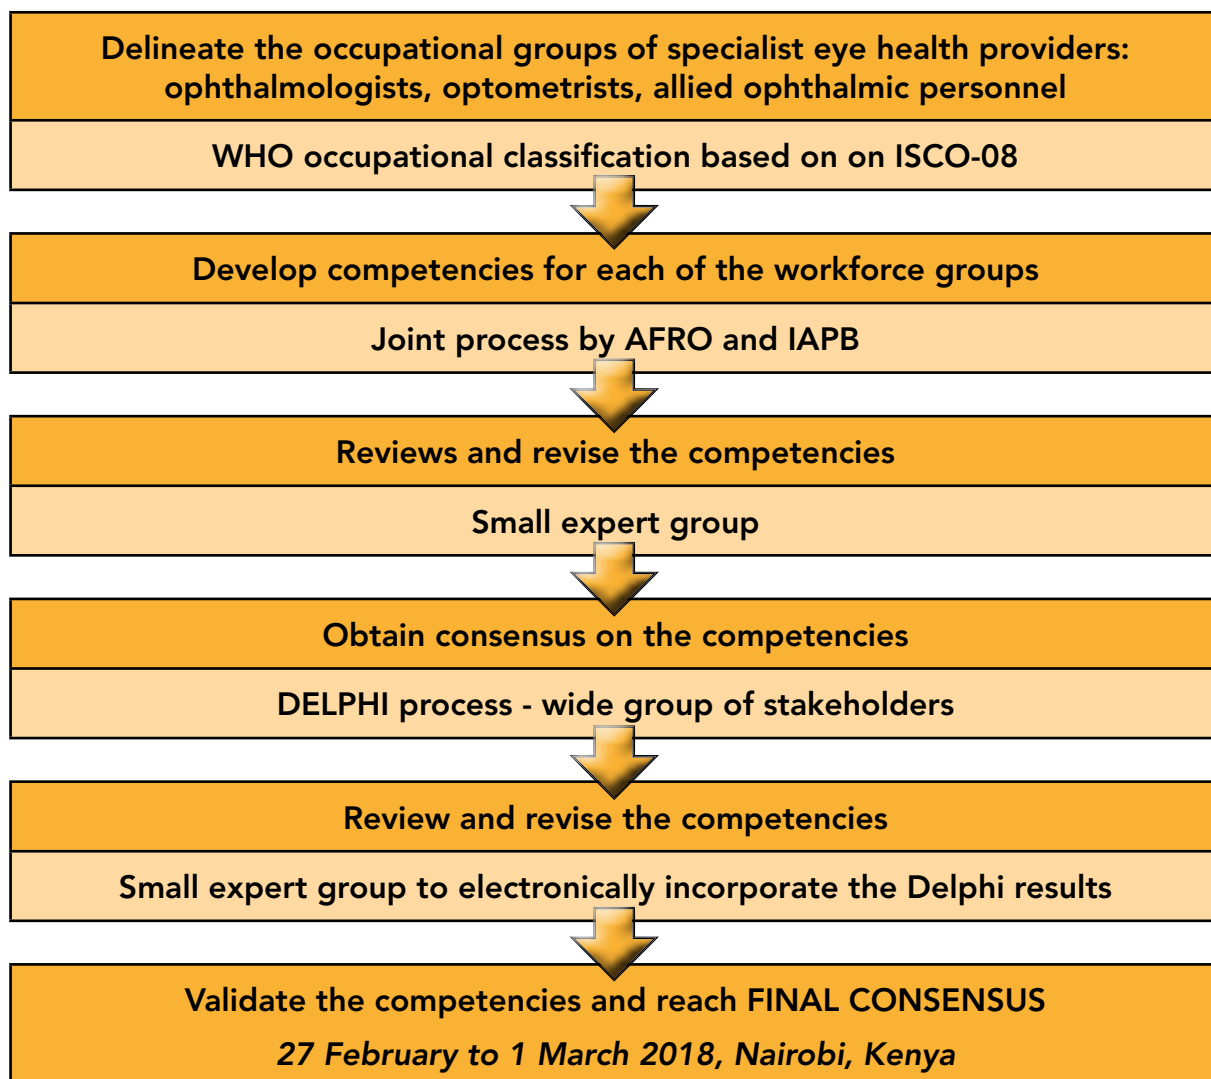 Delineate the occupational groups of specialist eye health providers:
ophthalmologists, optometrists, allied ophthalmic personnel
WHO occupational classification based on on ISCO-08
Develop competencies for each of the workforce groups
Joint process by AFRO and IAPB
Reviews and revise the competencies
Small expert group
Obtain consensus on the competencies
DELPHI process - wide group of stakeholders
Review and revise the competencies
Small expert group to electronically incorporate the Delphi results
Validate the competencies and reach FINAL CONSENSUS
27 February to 1 March 2018, Nairobi, Kenya